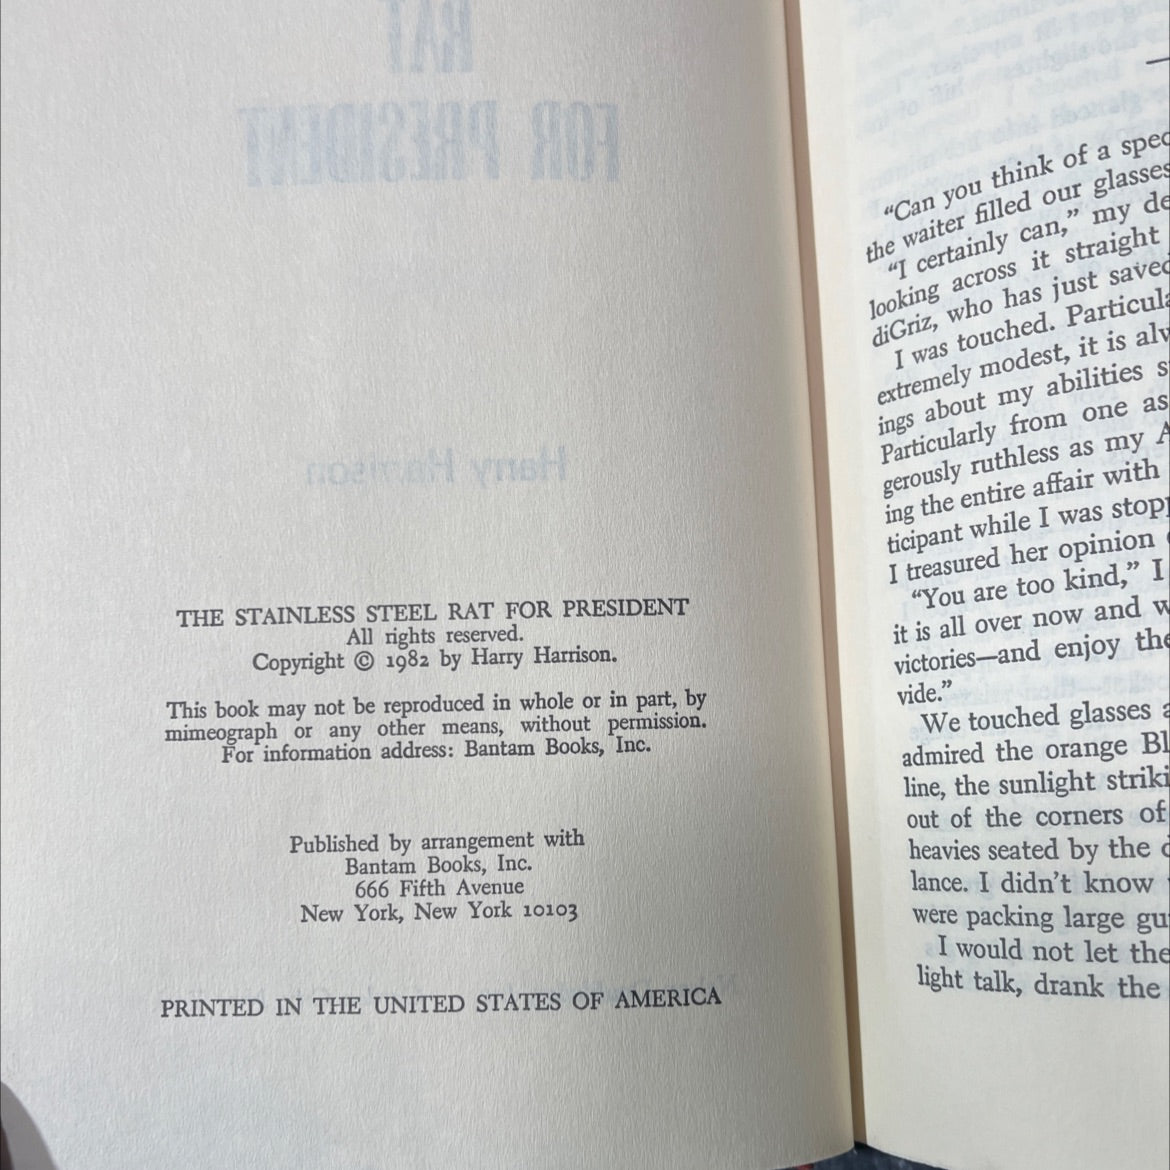 THE STAINLESS STEEL RAT FOR PRESIDENT
All rights reserved.
Copyright © 1982 by Harry Harrison.
This book may not be reproduced in whole or in part, by
mimeograph or any other means, without permission.
For information address: Bantam Books, Inc.
Published by arrangement with
Bantam Books, Inc.
666 Fifth Avenue
New York, New York 10103
PRINTED IN THE UNITED STATES OF AMERICA
RAT
FOR PRESIDENT
Harry Harrison
“Can you think of a spec
the waiter filled our glasses
“I certainly can,” my de
looking across it straight
diGriz, who has just saved
I was touched. Particula
extremely modest, it is alw
ings about my abilities s
Particularly from one as
gerously ruthless as my A
ing the entire affair with
ticipant while I was stopp
I treasured her opinion
“You are too kind,” I
it is all over now and w
victories—and enjoy the
vide.”
We touched glasses a
admired the orange Bl
line, the sunlight striki
out of the corners of
heavies seated by the d
lance. I didn’t know
were packing large gu
I would not let the
light talk, drank the